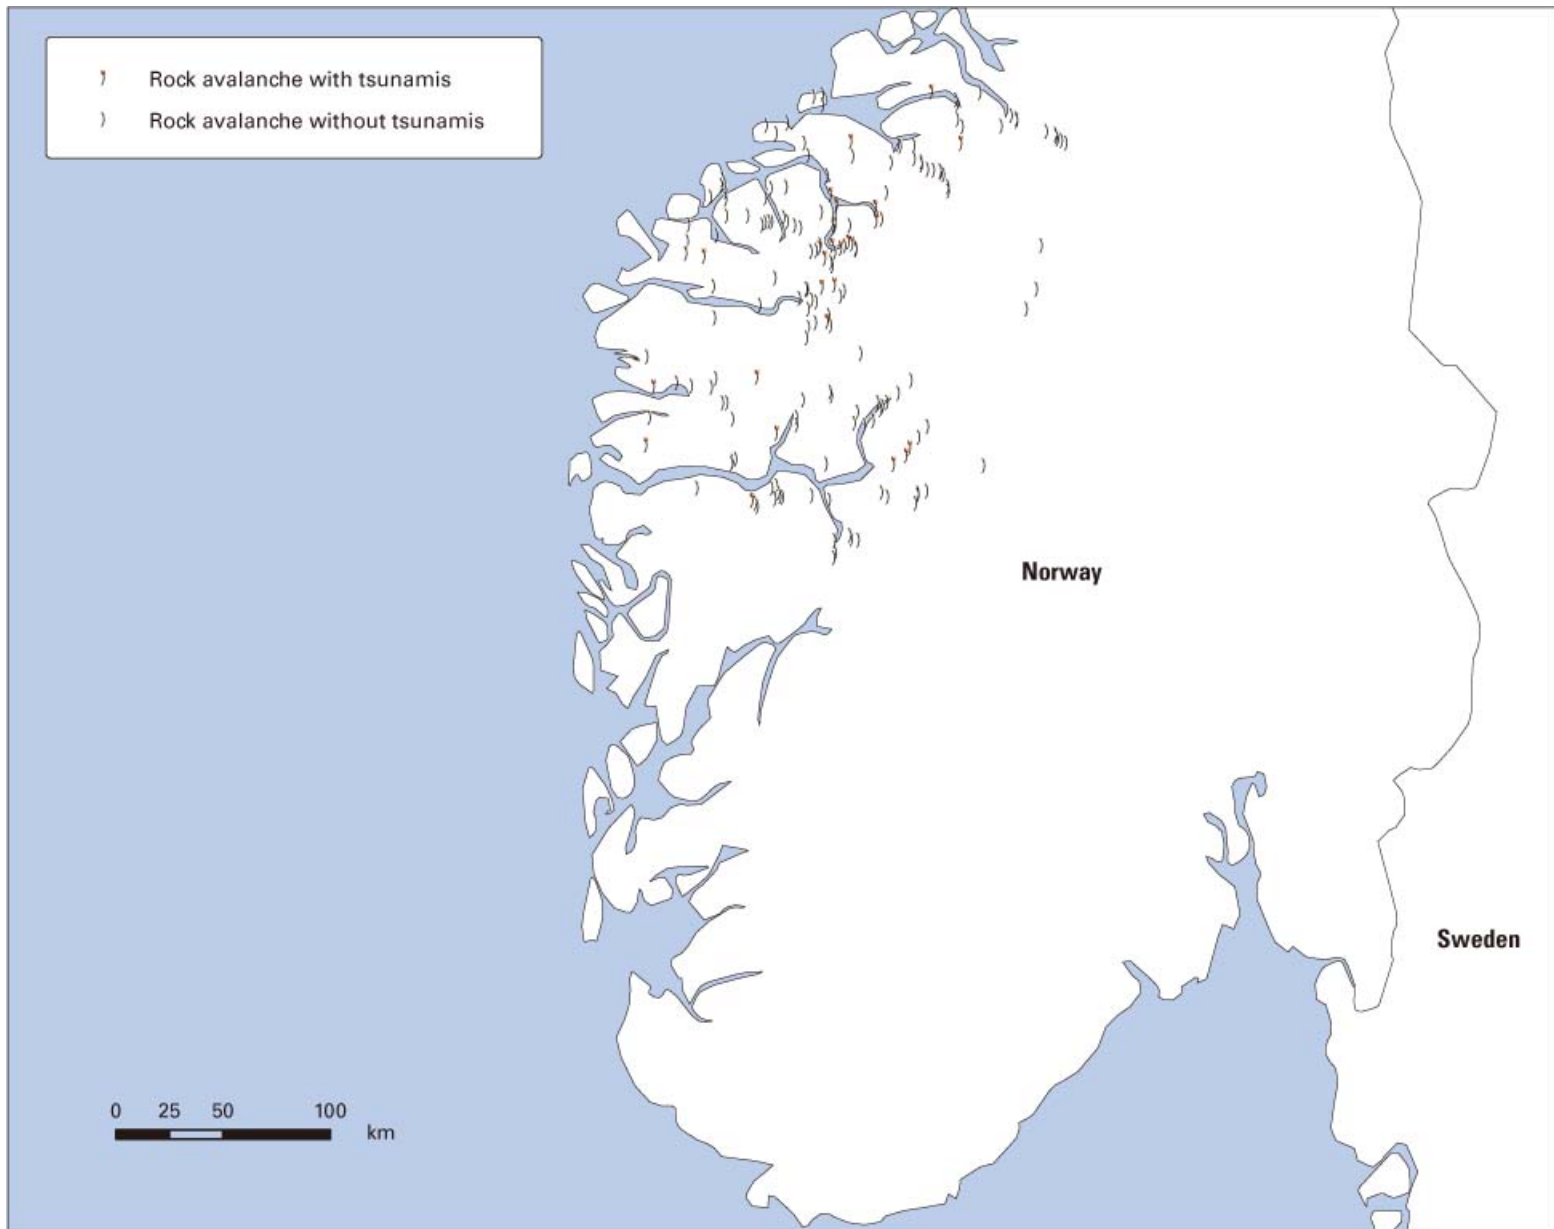 Rock avalanche with tsunamis
Rock avalanche without tsunamis
Norway
Sweden
0 25 50 100
km